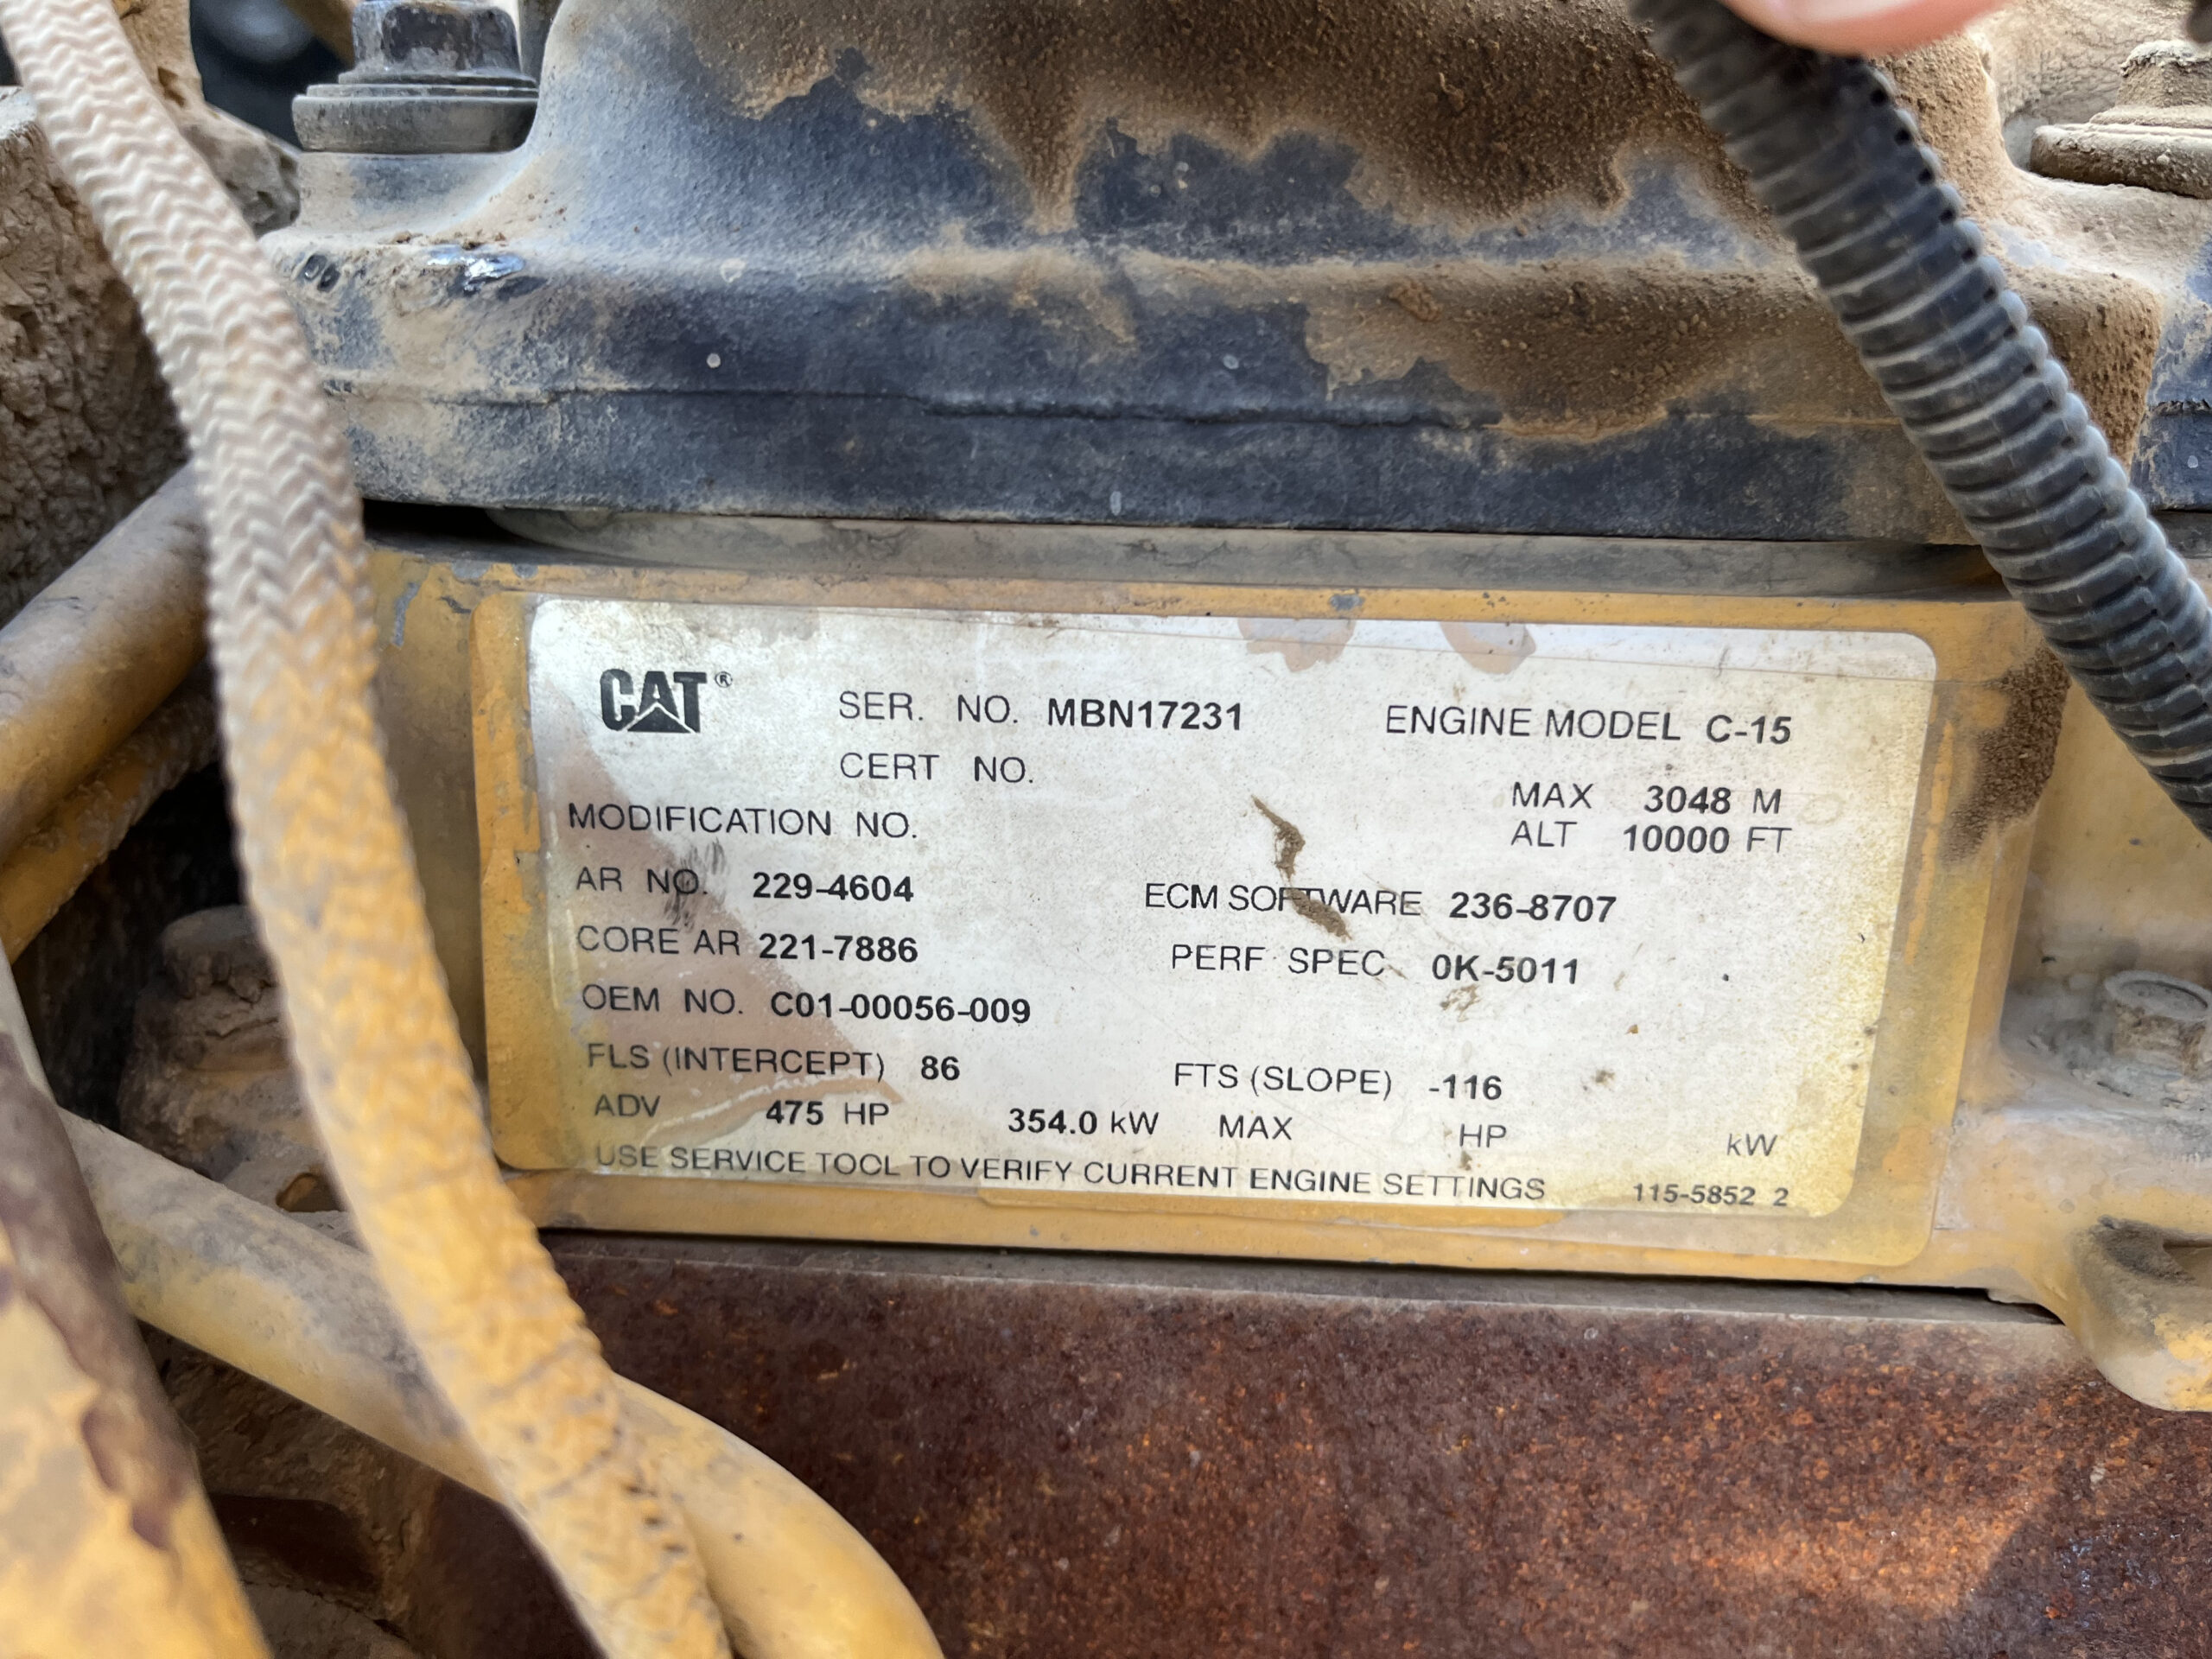 CAT® SER. NO. MBN17231 ENGINE MODEL C-15
CERT NO.
MAX 3048 M
MODIFICATION NO.
ALT 10000 FT
AR NO. 229-4604 ECM SOFTWARE 236-8707
CORE AR 221-7886 PERF SPEC 0K-5011
OEM NO. C01-00056-009
FLS (INTERCEPT) 86 FTS (SLOPE) -116
ADV 475 HP 354.0 kW MAX HP kW
USE SERVICE TOOL TO VERIFY CURRENT ENGINE SETTINGS 115-5852 2